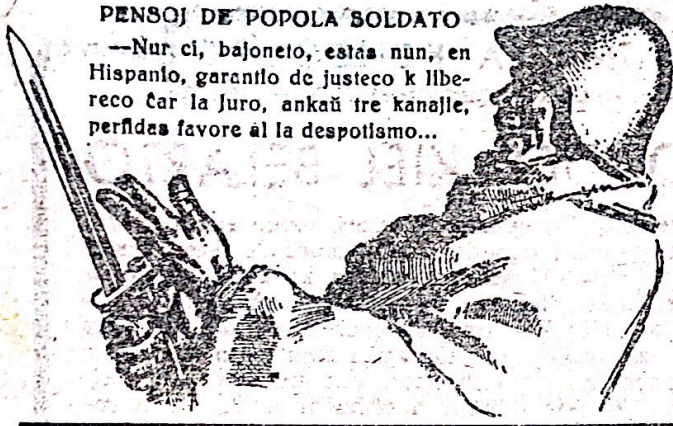 PENSOJ DE POPOLA SOLDATO
—Nur ci, bajoneto, estas nun, en
Hispanio, garantio de justeco k libe-
reco ĉar la Juro, ankaŭ tre kanajle,
perfidas favore al la despotismo...